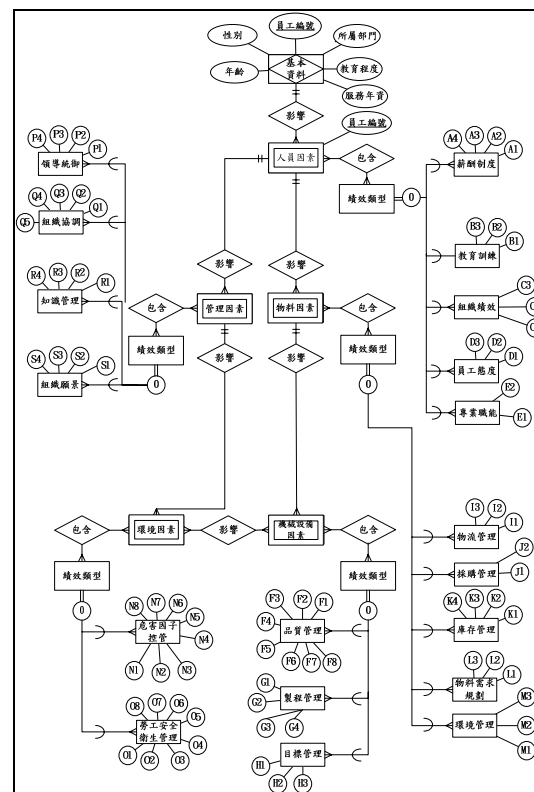 員工編號
性別
所屬部門
基本
資料
年齡
教育程度
服務年資
影響
員工編號
人員因素
包含
績效類型
O
A4
A3
A2
A1
薪酬制度
B3
B2
B1
教育訓練
C3
組織績效
D3
D2
D1
員工態度
E2
專業職能
E1
P4
P3
P2
P1
領導統御
Q4
Q3
Q2
Q1
Q5
組織協調
R4
R3
R2
R1
知識管理
S4
S3
S2
S1
組織願景
影響
影響
包含
管理因素
物料因素
包含
績效類型
影響
影響
績效類型
O
O
包含
環境因素
影響
機械設備
因素
包含
績效類型
績效類型
O
O
I3
I2
I1
物流管理
J2
採購管理
J1
K4
K3
K2
K1
庫存管理
L3
L2
L1
物料需求
規劃
M3
環境管理
M2
M1
N8
N7
N6
N5
危害因子
控管
N4
N1
N2
N3
O8
O7
O6
O5
勞工安全
衛生管理
O4
O1
O2
O3
F3
F2
F1
F4
品質管理
F5
F6
F7
F8
G1
製程管理
G2
G3
G4
目標管理
H1
H2
H3